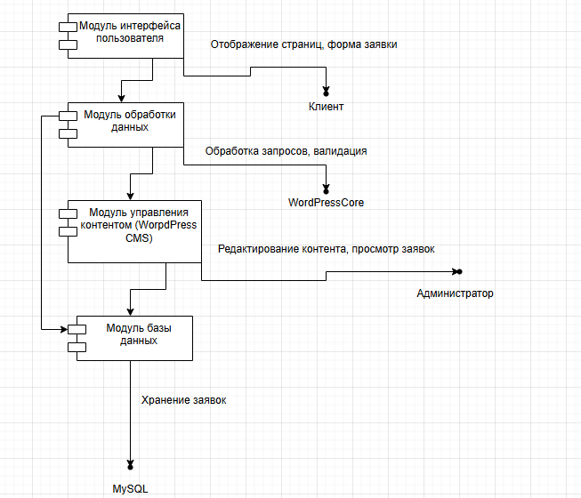 Модуль интерфейса
пользователя
Отображение страниц, форма заявки
Клиент
Модуль обработки
данных
Обработка запросов, валидация
WordPressCore
Модуль управления
контентом (WorpdPress
CMS)
Редактирование контента, просмотр заявок
Администратор
Модуль базы
данных
Хранение заявок
MySQL